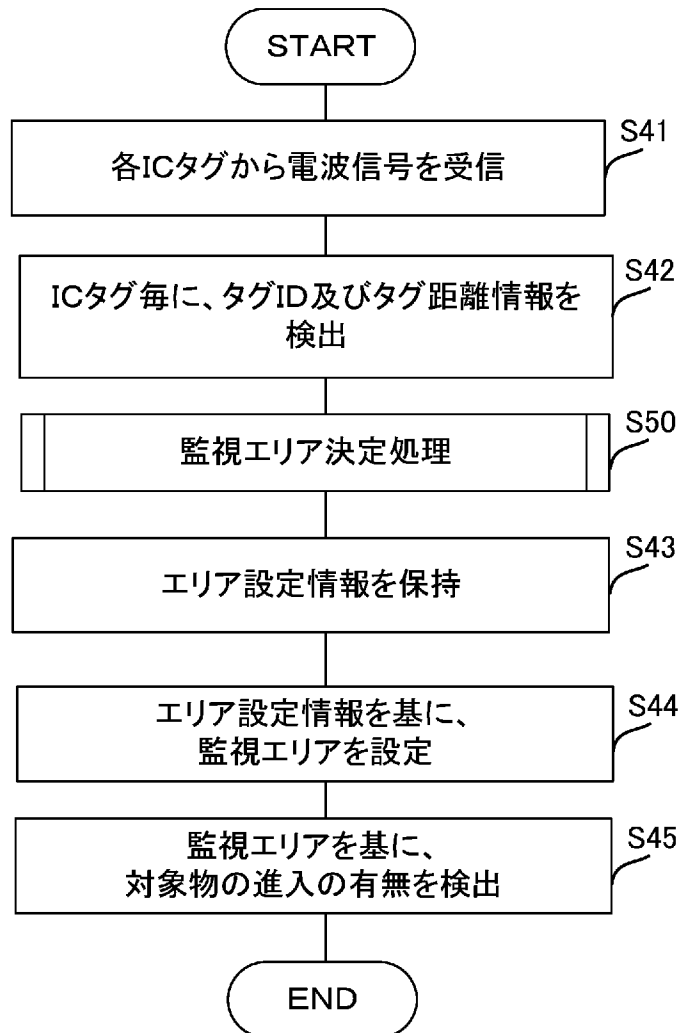 START
S41
各ICタグから電波信号を受信
S42
ICタグ毎に、タグID及びタグ距離情報を
検出
S50
監視エリア決定処理
S43
エリア設定情報を保持
S44
エリア設定情報を基に、
監視エリアを設定
S45
監視エリアを基に、
対象物の進入の有無を検出
END